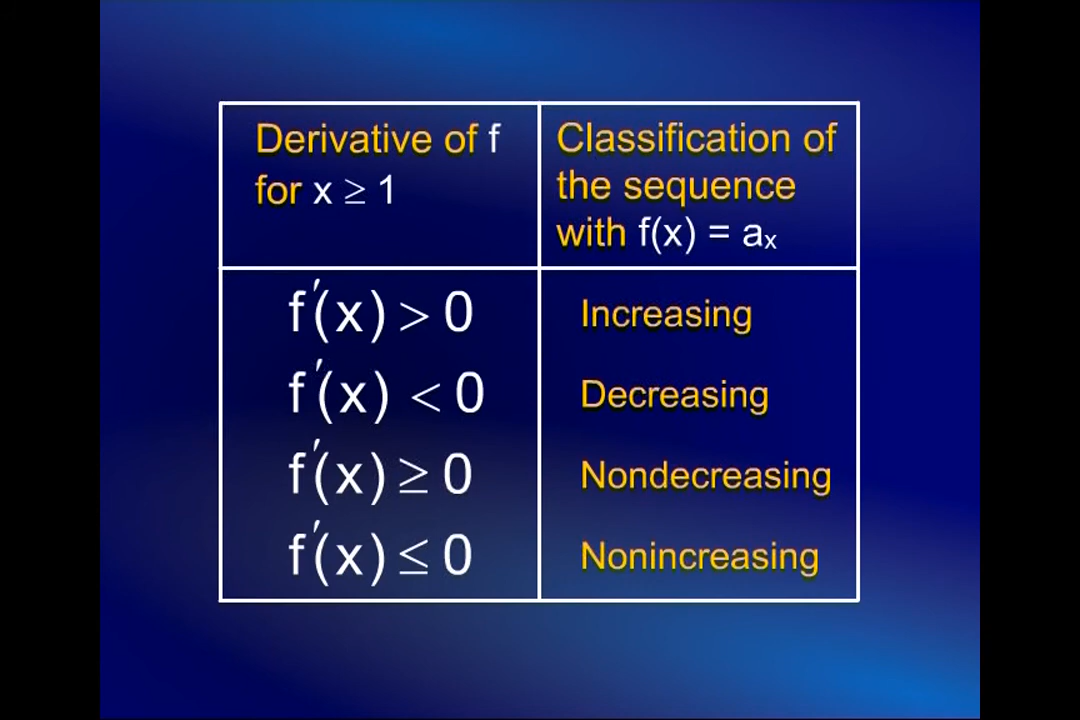 Derivative of f
for x ≥ 1
Classification of
the sequence
with f(x) = aₓ
f′(x) > 0
Increasing
f′(x) < 0
Decreasing
f′(x) ≥ 0
Nondecreasing
f′(x) ≤ 0
Nonincreasing